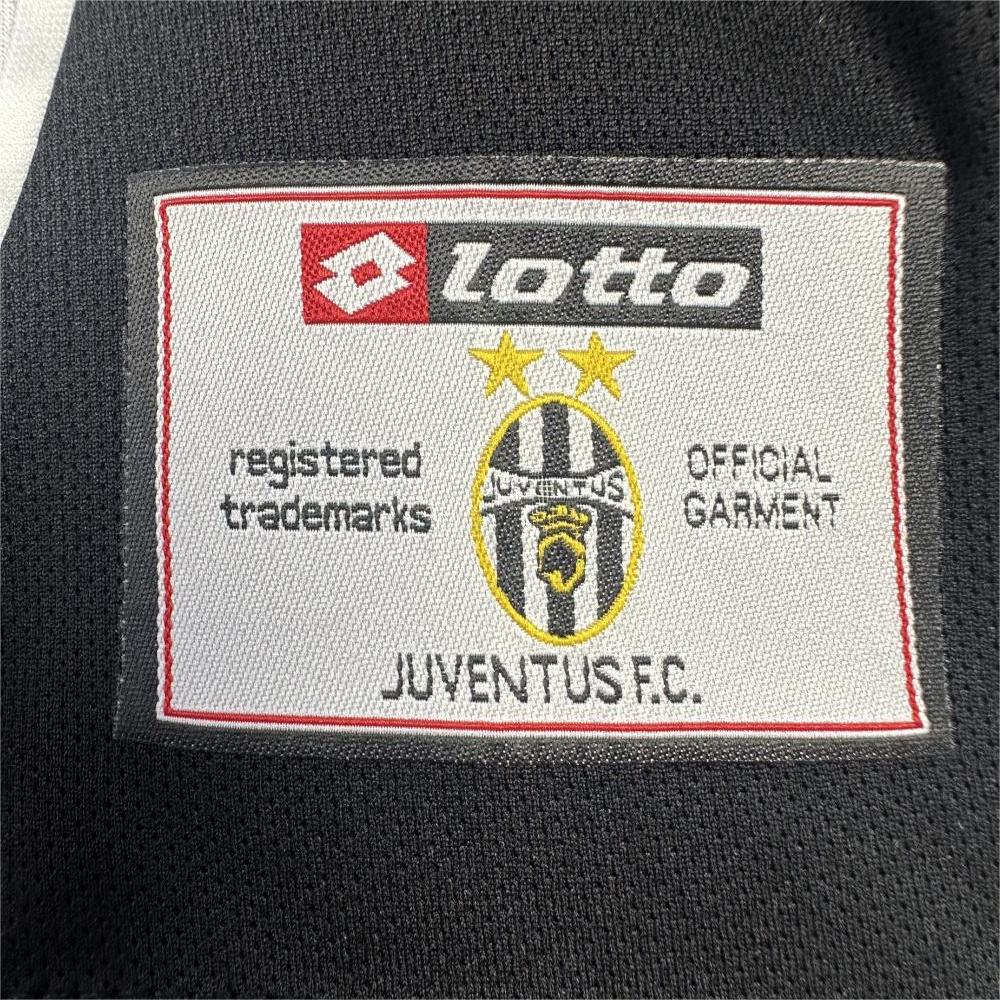 lotto
registered
trademarks
JUVENTUS
OFFICIAL
GARMENT
JUVENTUS F.C.